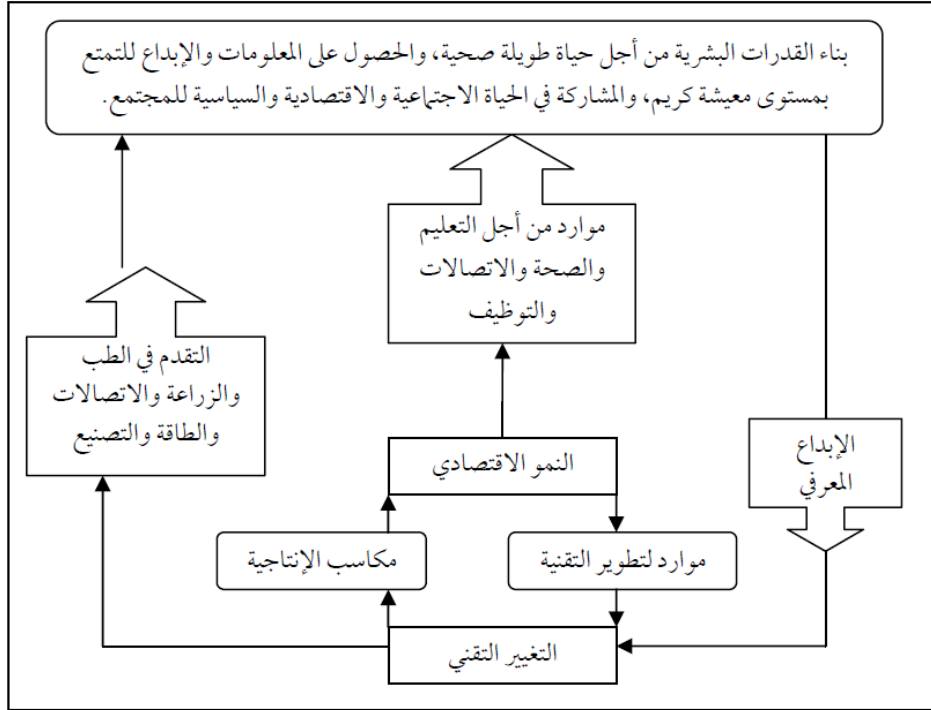 بناء القدرات البشرية من أجل حياة طويلة صحية، والحصول على المعلومات والإبداع للتمتع
بمستوى معيشة كريم، والمشاركة في الحياة الاجتماعية والاقتصادية والسياسية للمجتمع.
موارد من أجل التعليم
والصحة والاتصالات
والتوظيف
التقدم في الطب
والزراعة والاتصالات
والطاقة والتصنيع
الإبداع
المعرفي
النمو الاقتصادي
موارد لتطوير التقنية
مكاسب الإنتاجية
التغيير التقني